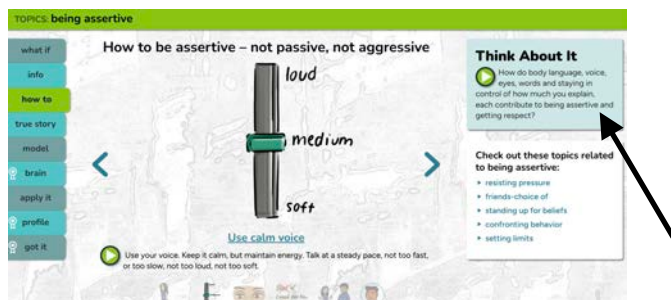 TOPICS: being assertive
what if
info
how to
true story
model
brain
apply it
profile
got it
How to be assertive – not passive, not aggressive
loud
medium
soft
Use calm voice
Use your voice. Keep it calm, but maintain energy. Talk at a steady pace, not too fast,
or too slow, not too loud, not too soft.
Think About It
How do body language, voice,
eyes, words and staying in
control of how much you explain,
each contribute to being assertive and
getting respect?
Check out these topics related
to being assertive:
resisting pressure
friends-choice of
standing up for beliefs
confronting behavior
setting limits